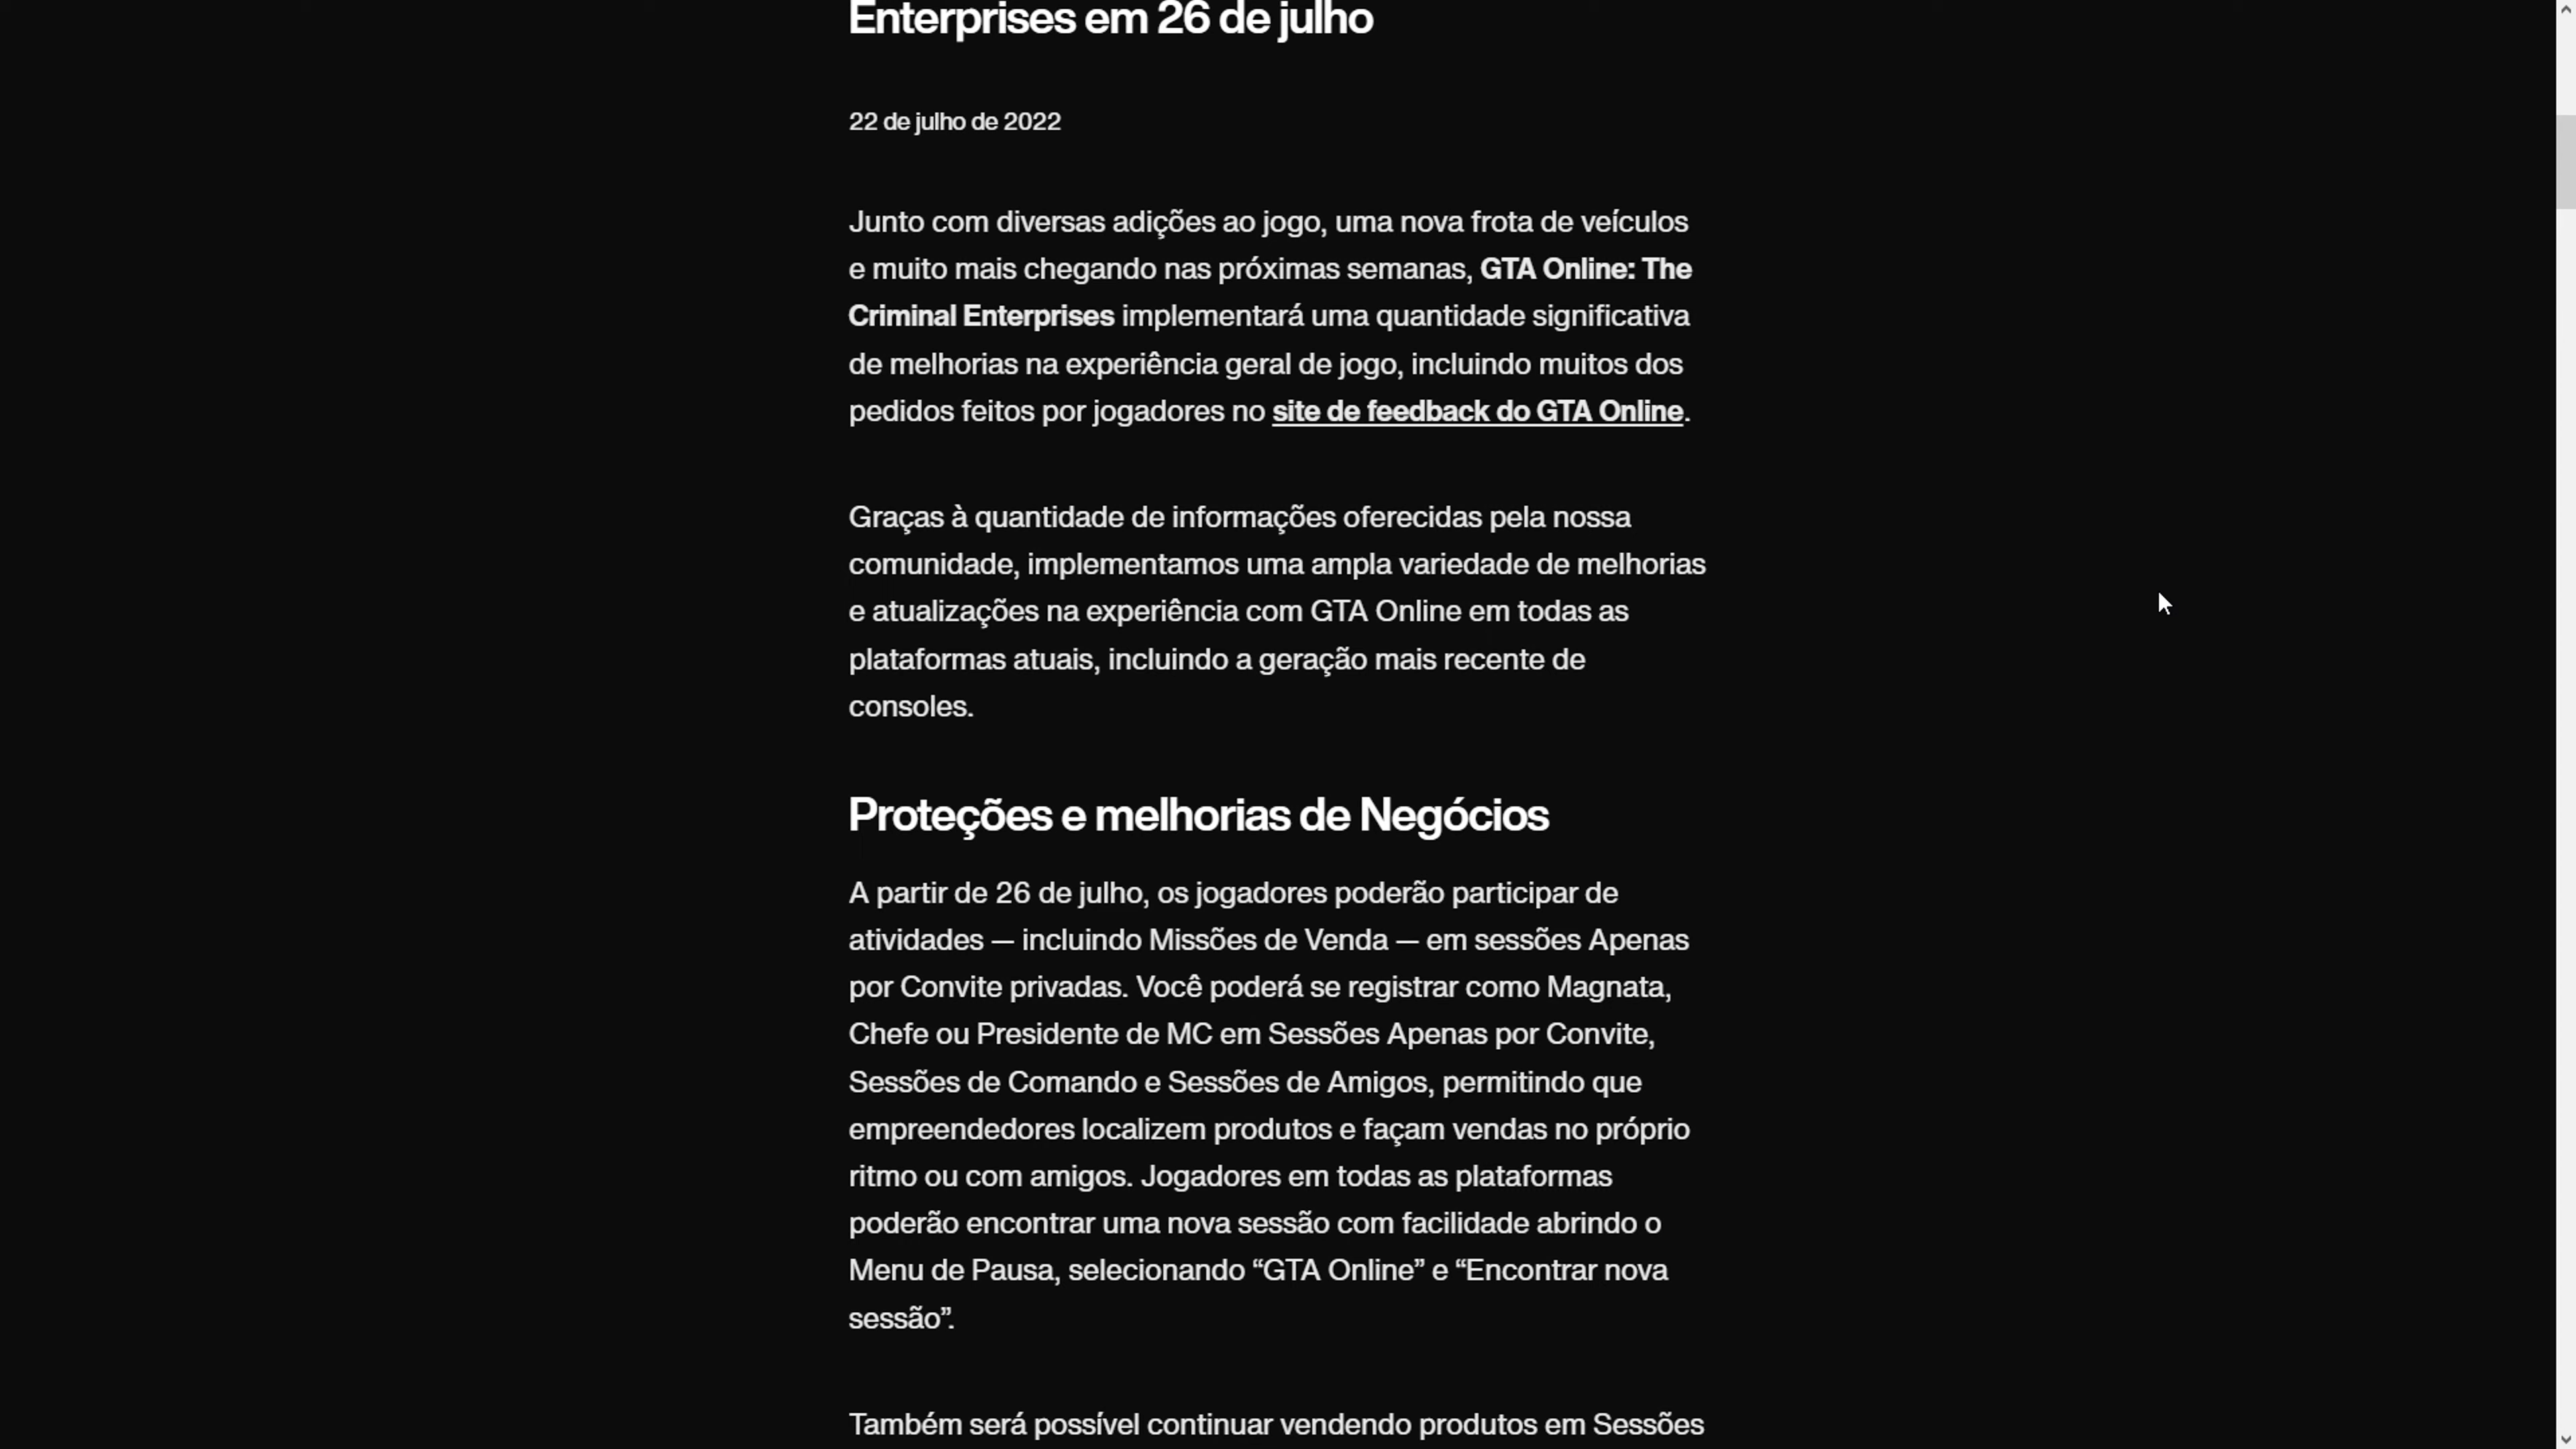 Enterprises em 26 de julho
22 de julho de 2022
Junto com diversas adições ao jogo, uma nova frota de veículos
e muito mais chegando nas próximas semanas, GTA Online: The
Criminal Enterprises implementará uma quantidade significativa
de melhorias na experiência geral de jogo, incluindo muitos dos
pedidos feitos por jogadores no site de feedback do GTA Online.
Graças à quantidade de informações oferecidas pela nossa
comunidade, implementamos uma ampla variedade de melhorias
e atualizações na experiência com GTA Online em todas as
plataformas atuais, incluindo a geração mais recente de
consoles.
Proteções e melhorias de Negócios
A partir de 26 de julho, os jogadores poderão participar de
atividades — incluindo Missões de Venda — em sessões Apenas
por Convite privadas. Você poderá se registrar como Magnata,
Chefe ou Presidente de MC em Sessões Apenas por Convite,
Sessões de Comando e Sessões de Amigos, permitindo que
empreendedores localizem produtos e façam vendas no próprio
ritmo ou com amigos. Jogadores em todas as plataformas
poderão encontrar uma nova sessão com facilidade abrindo o
Menu de Pausa, selecionando “GTA Online” e “Encontrar nova
sessão”.
Também será possível continuar vendendo produtos em Sessões